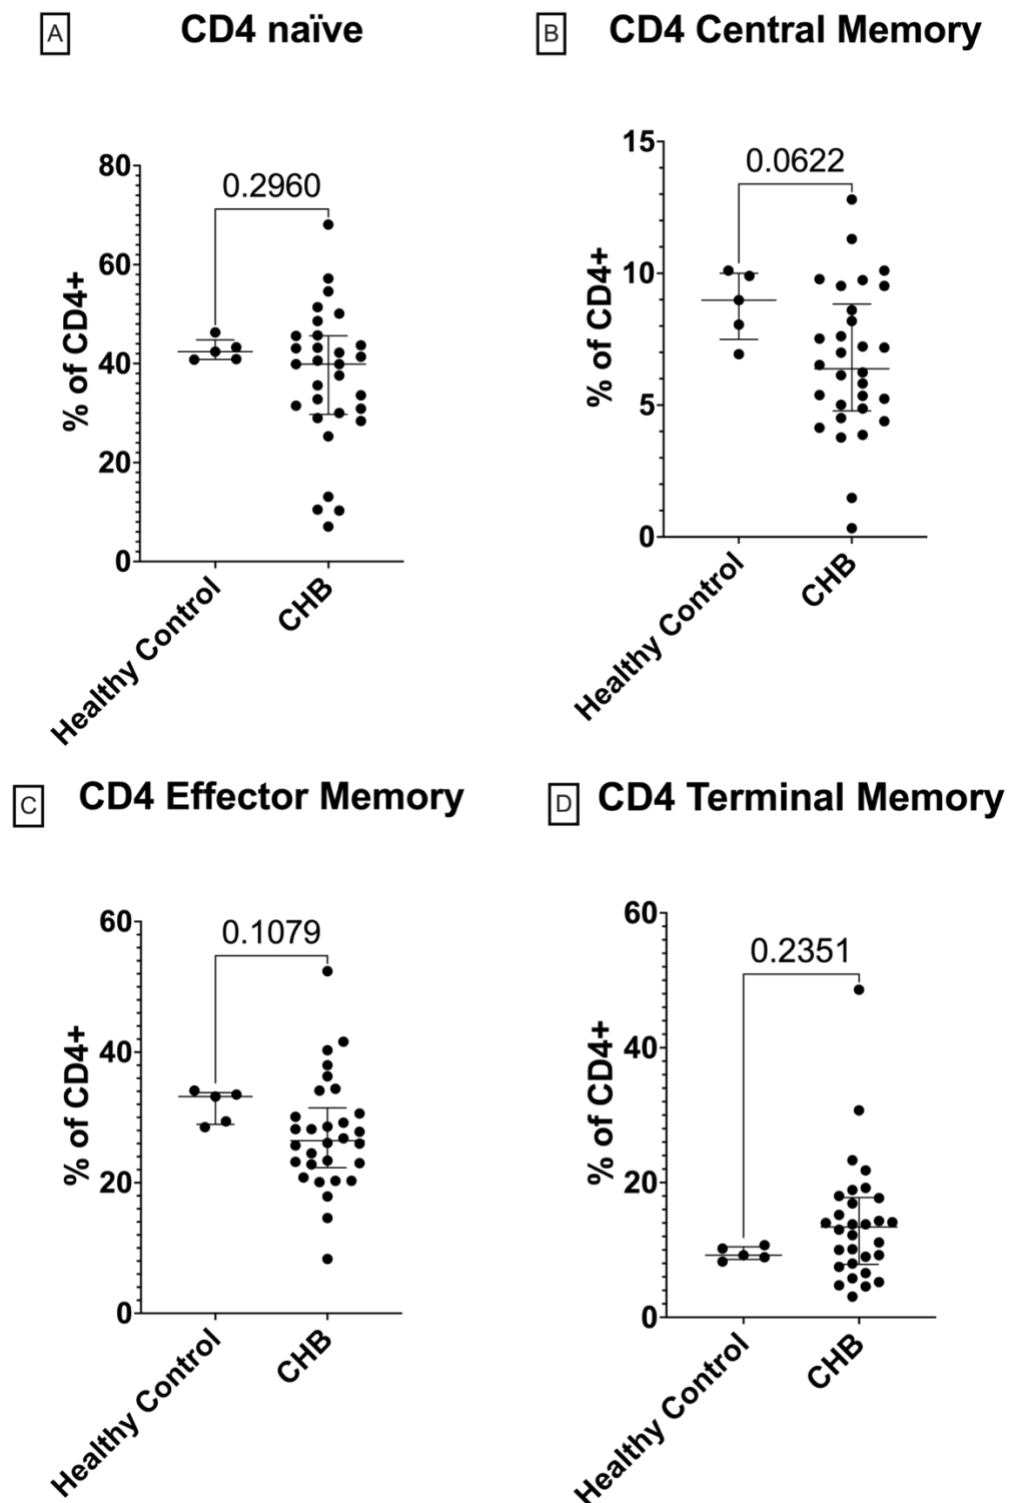 A CD4 naïve
80
60
40
20
0
% of CD4+
0.2960
Healthy Control
CHB
B CD4 Central Memory
15
10
5
0
% of CD4+
0.0622
Healthy Control
CHB
C CD4 Effector Memory
60
40
20
0
% of CD4+
0.1079
Healthy Control
CHB
D CD4 Terminal Memory
60
40
20
0
% of CD4+
0.2351
Healthy Control
CHB